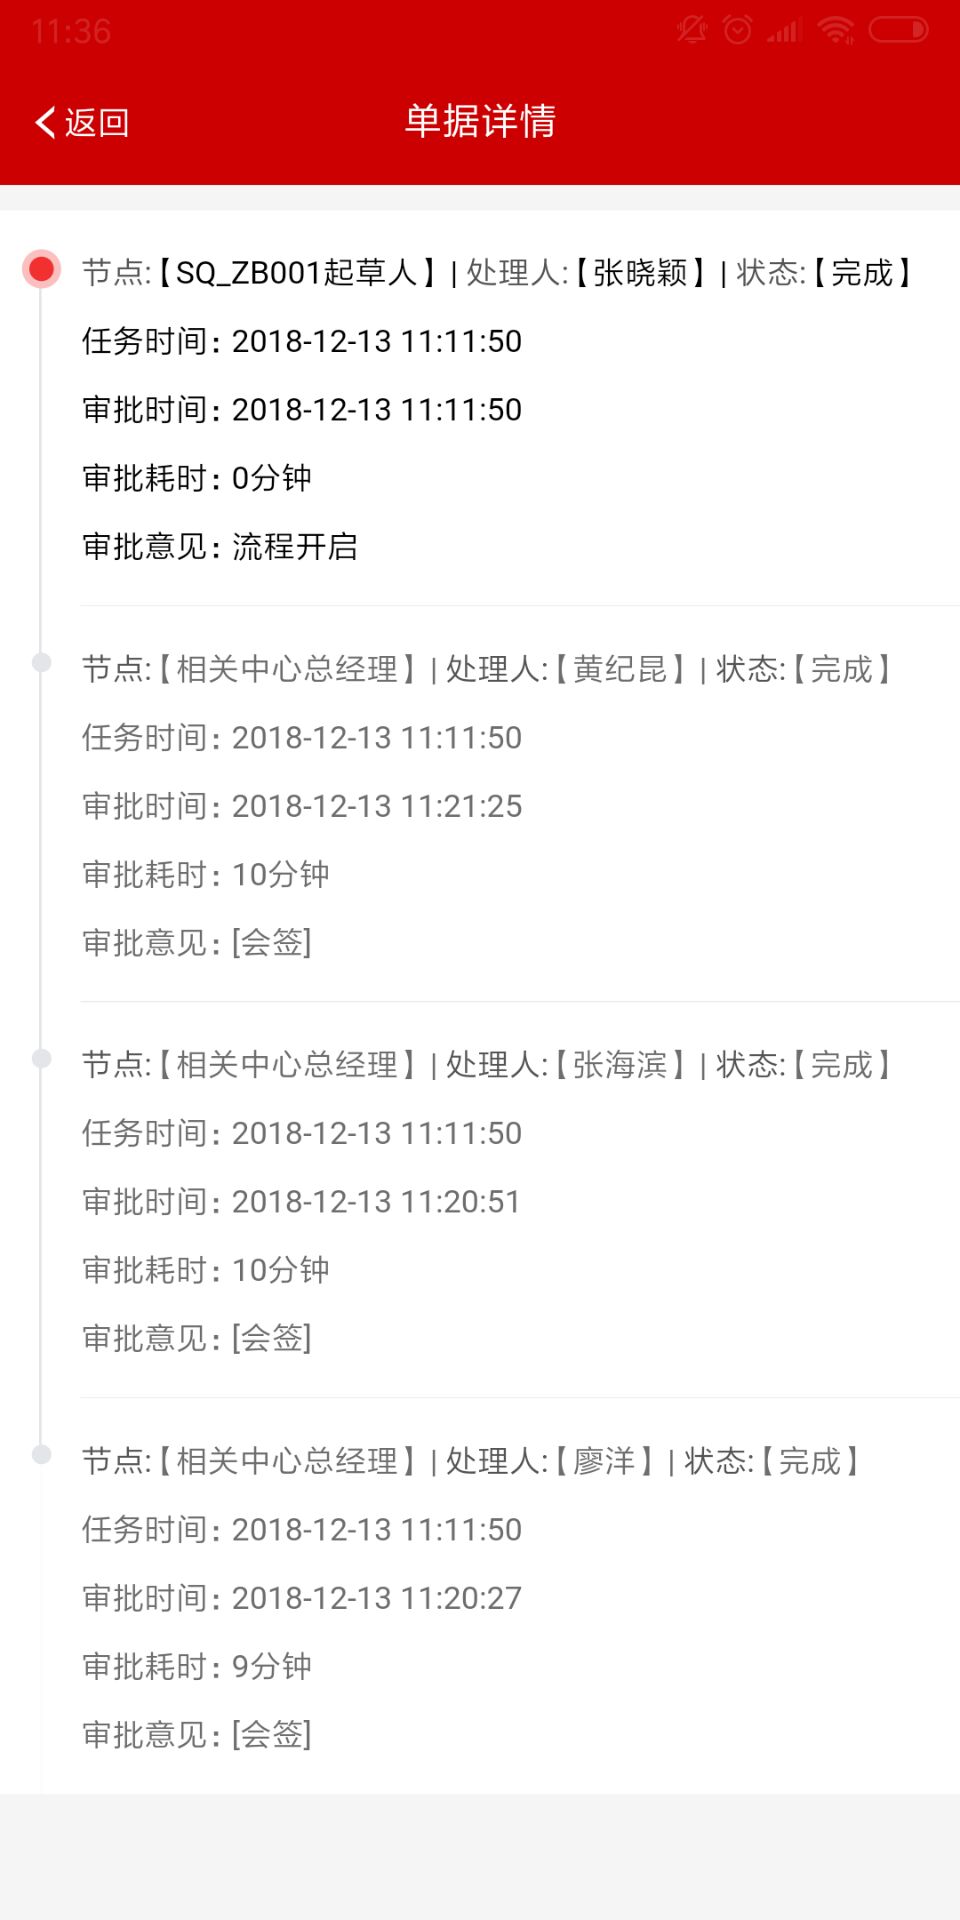 11:36
返回
单据详情
节点:【SQ_ZB001起草人】| 处理人:【张晓颖】| 状态:【完成】
任务时间: 2018-12-13 11:11:50
审批时间: 2018-12-13 11:11:50
审批耗时: 0分钟
审批意见: 流程开启
节点:【相关中心总经理】| 处理人:【黄纪昆】| 状态:【完成】
任务时间: 2018-12-13 11:11:50
审批时间: 2018-12-13 11:21:25
审批耗时: 10分钟
审批意见: [会签]
节点:【相关中心总经理】| 处理人:【张海滨】| 状态:【完成】
任务时间: 2018-12-13 11:11:50
审批时间: 2018-12-13 11:20:51
审批耗时: 10分钟
审批意见: [会签]
节点:【相关中心总经理】| 处理人:【廖洋】| 状态:【完成】
任务时间: 2018-12-13 11:11:50
审批时间: 2018-12-13 11:20:27
审批耗时: 9分钟
审批意见: [会签]